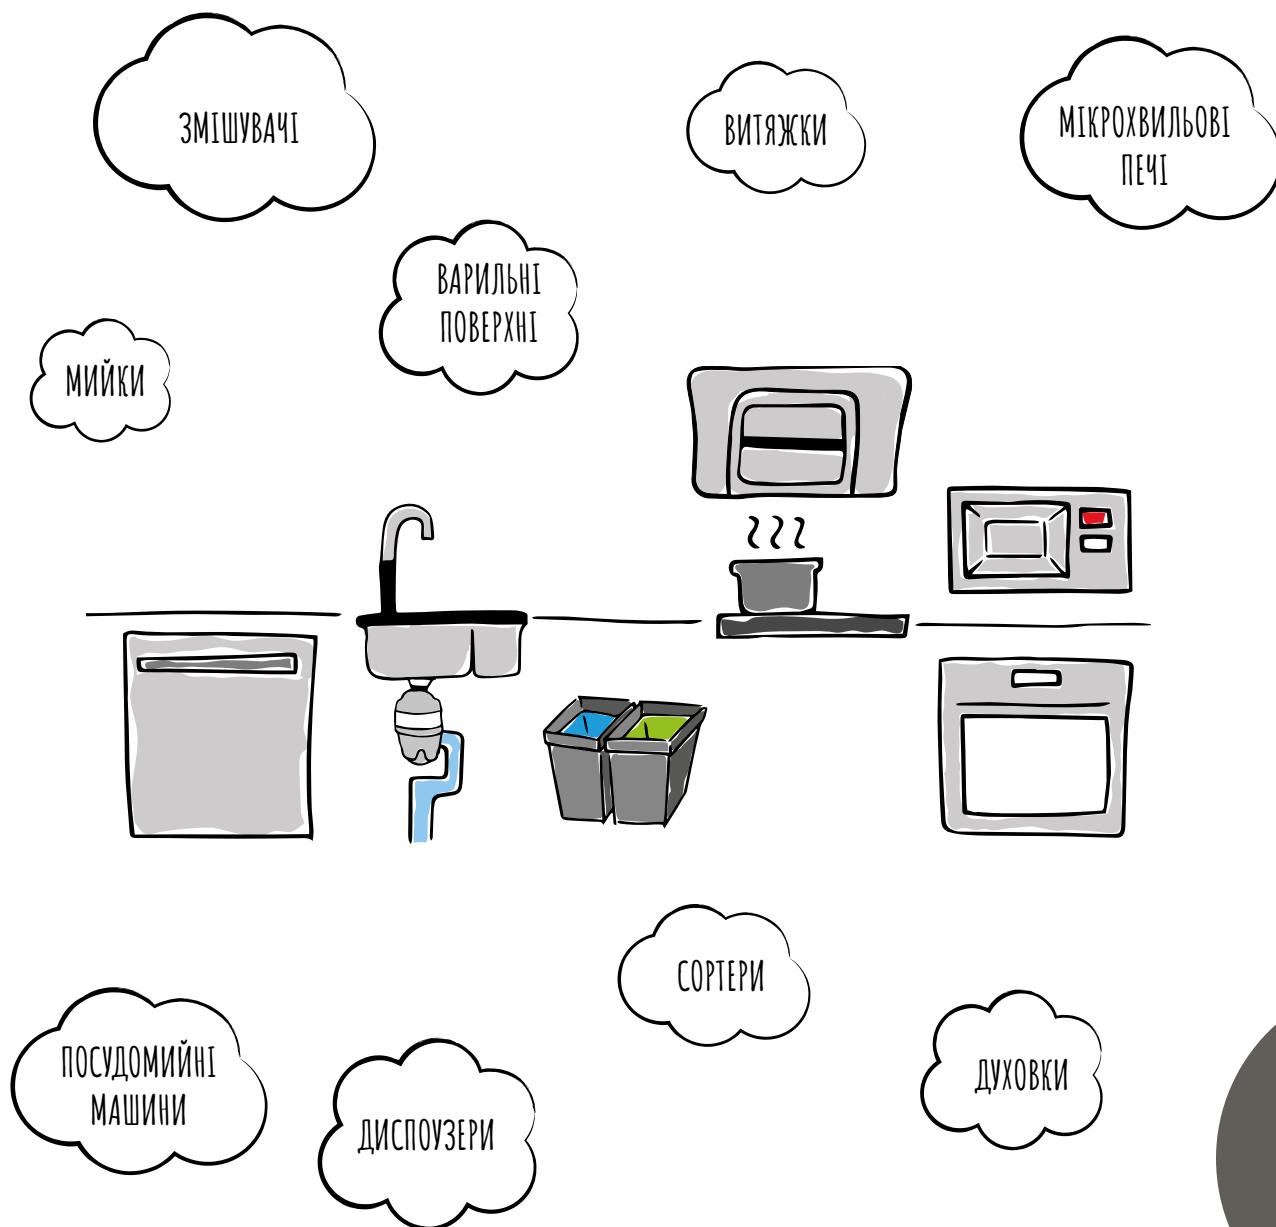 ЗМІШУВАЧІ
ВИТЯЖКИ
МІКРОХВИЛЬОВІ
ПЕЧІ
ВАРИЛЬНІ
ПОВЕРХНІ
МИЙКИ
СОРТЕРИ
ПОСУДОМИЙНІ
МАШИНИ
ДИСПОУЗЕРИ
ДУХОВКИ